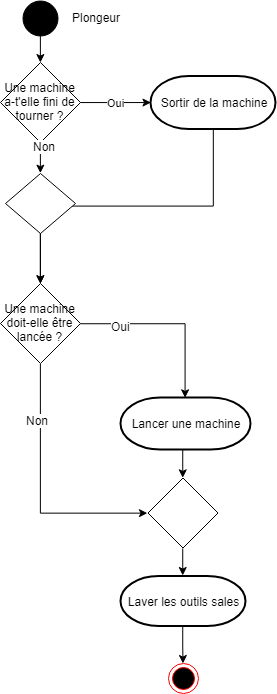 Plongeur
Une machine
a-t'elle fini de
tourner ?
Oui
Sortir de la machine
Non
Une machine
doit-elle être
lancée ?
Oui
Non
Lancer une machine
Laver les outils sales